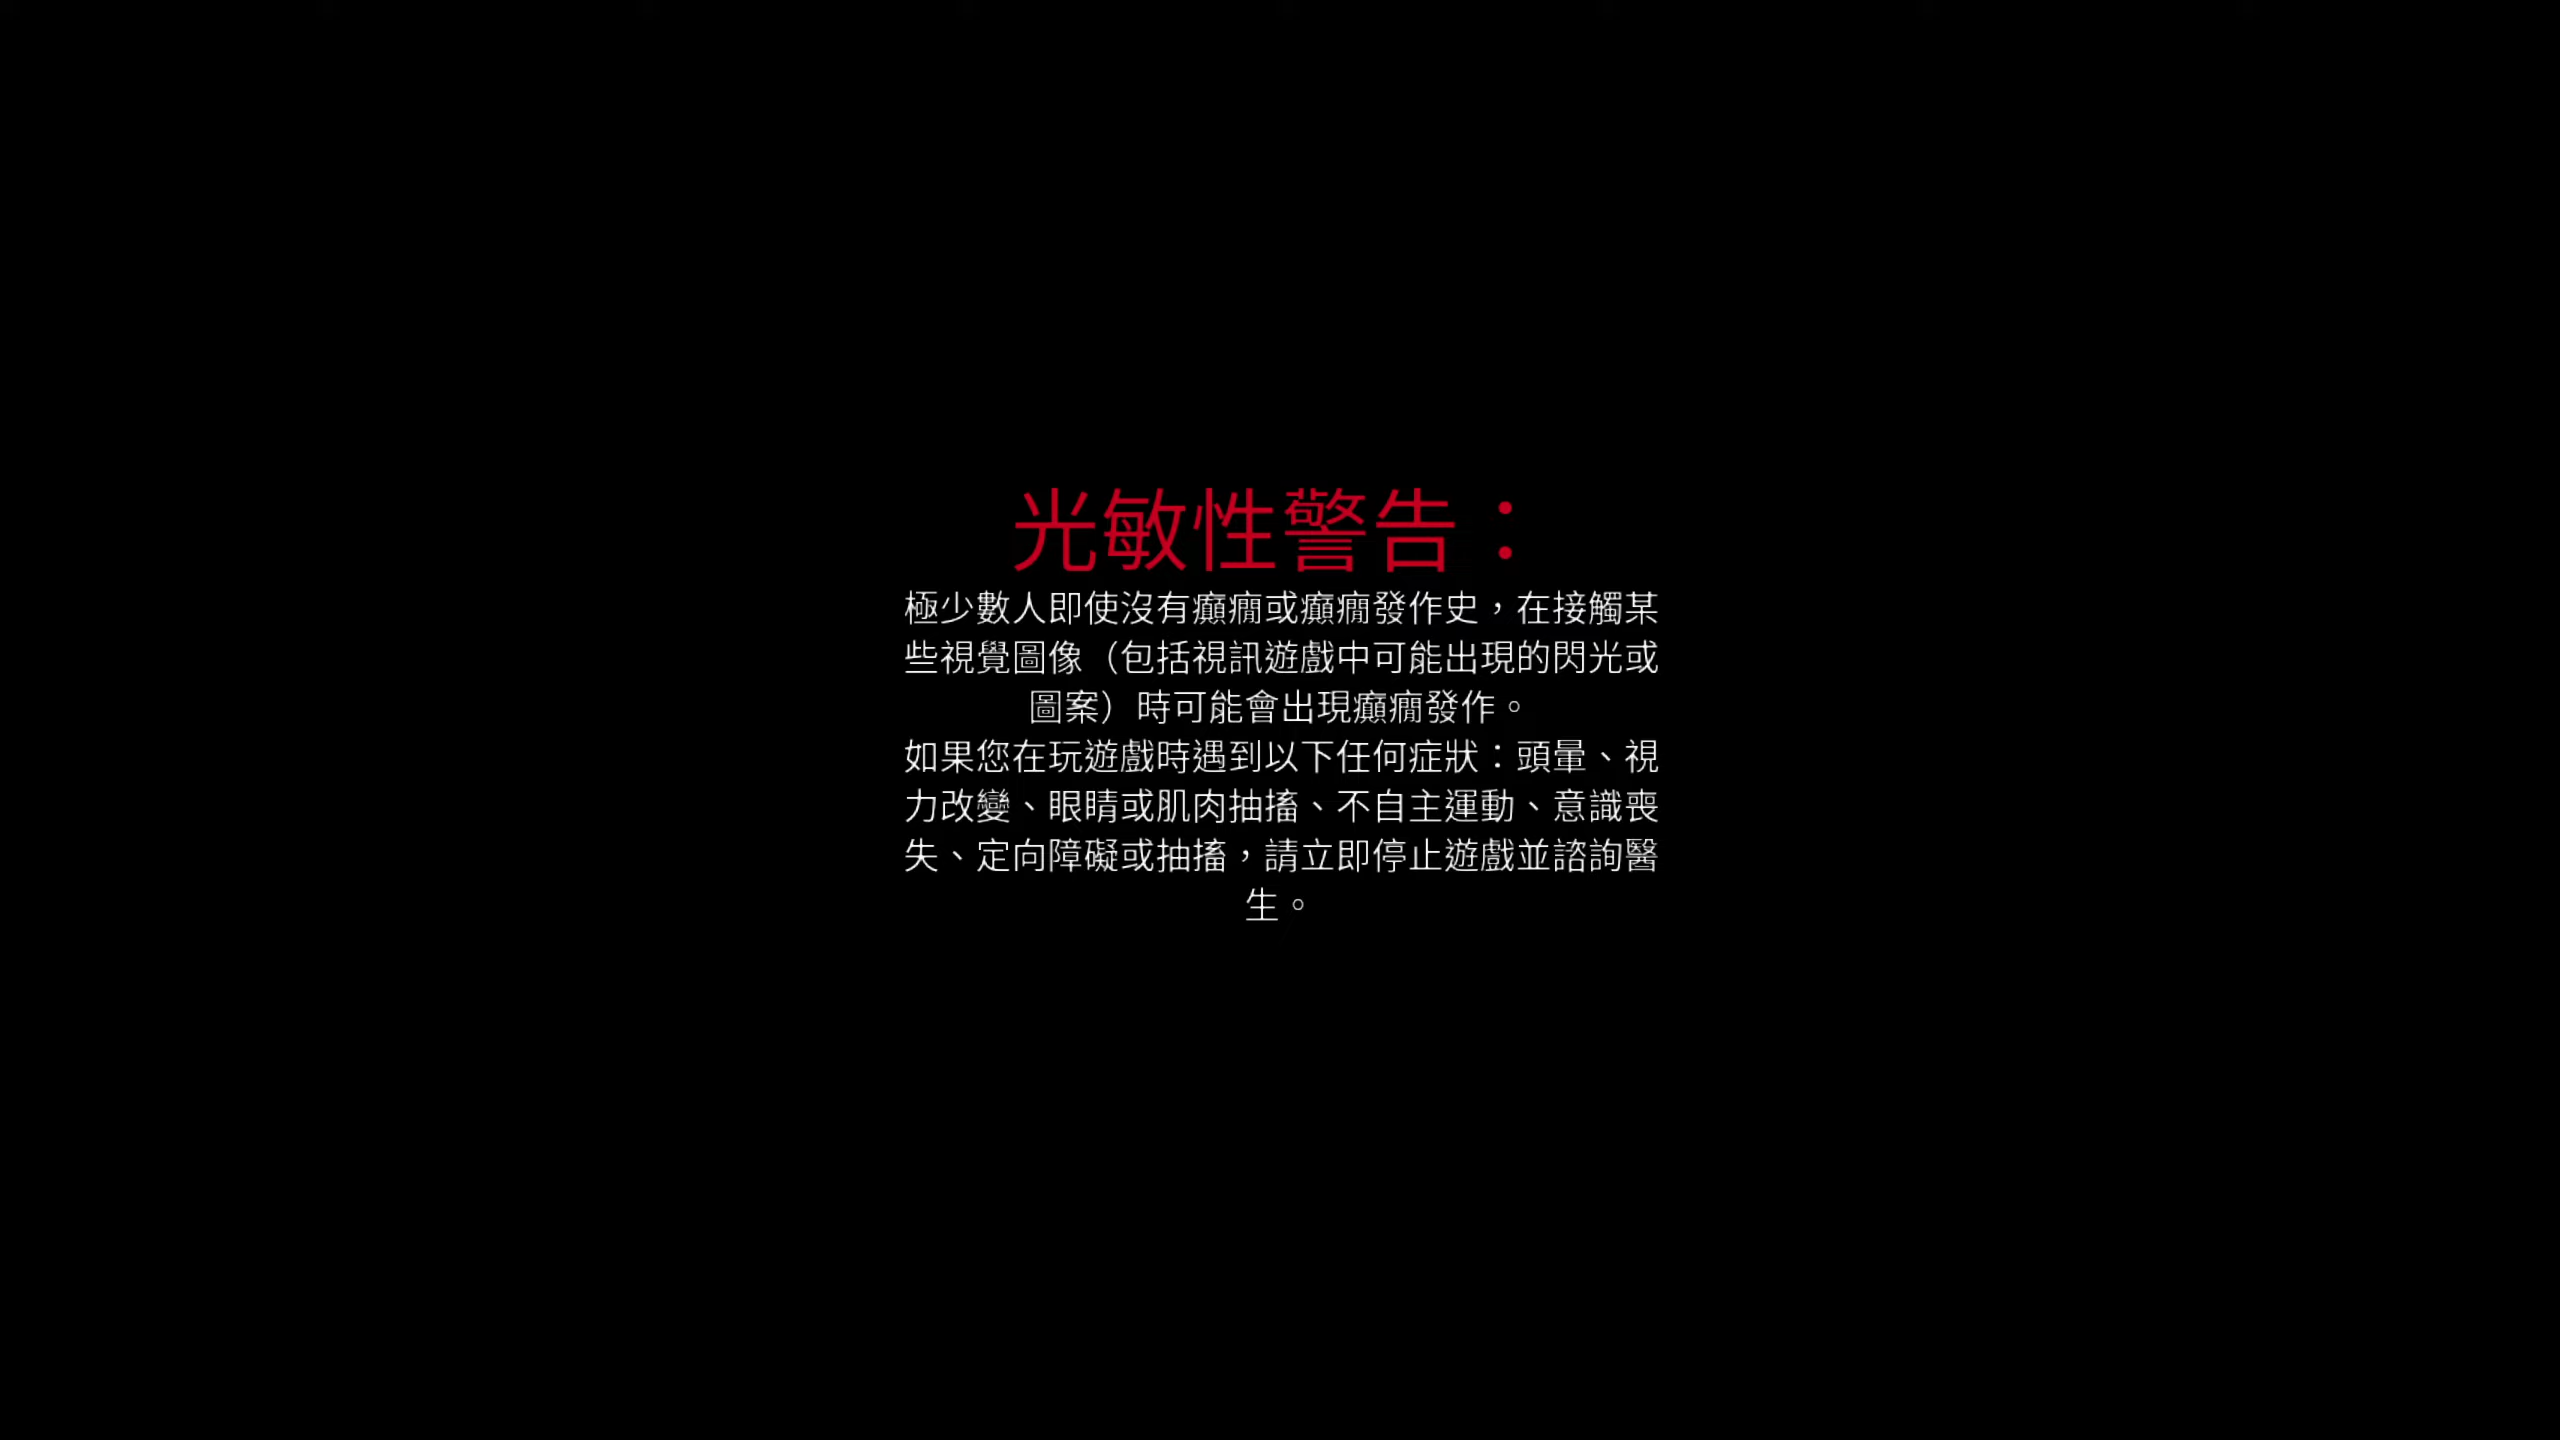 光敏性警告：
極少數人即使沒有癲癇或癲癇發作史，在接觸某
些視覺圖像（包括視訊遊戲中可能出現的閃光或
圖案）時可能會出現癲癇發作。
如果您在玩遊戲時遇到以下任何症狀：頭暈、視
力改變、眼睛或肌肉抽搐、不自主運動、意識喪
失、定向障礙或抽搐，請立即停止遊戲並諮詢醫
生。